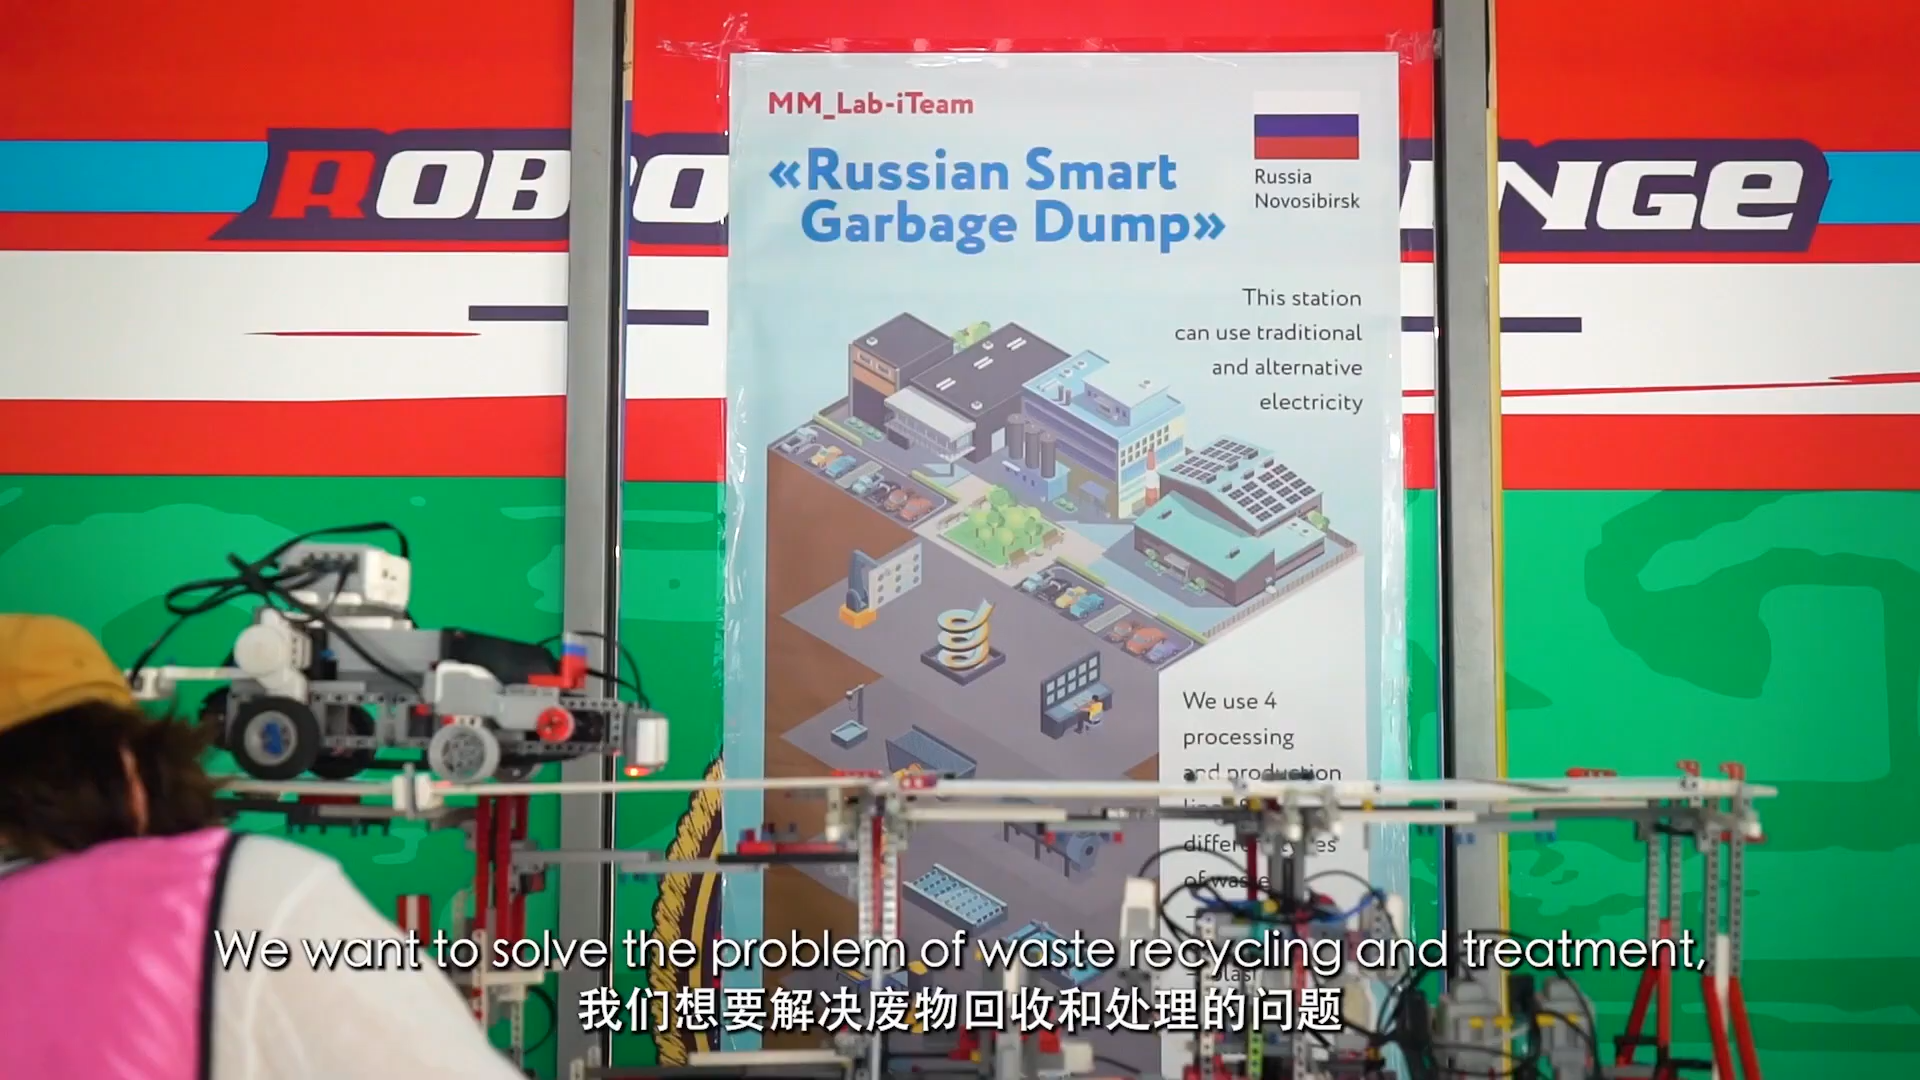 MM_Lab-iTeam
«Russian Smart
Garbage Dump»
Russia
Novosibirsk
This station
can use traditional
and alternative
electricity
We use 4
processing
and production
of waste
We want to solve the problem of waste recycling and treatment,
我们想要解决废物回收和处理的问题